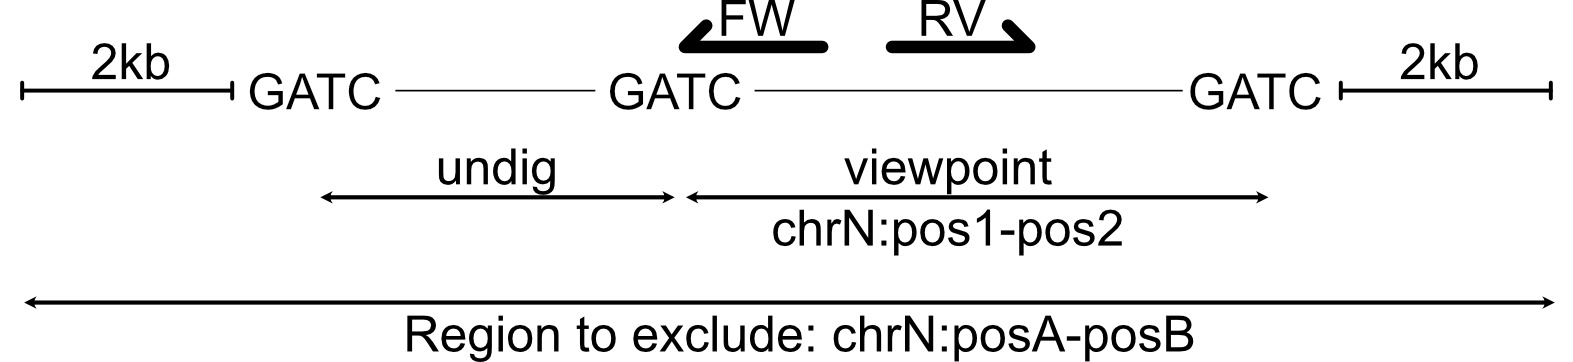 FW RV
2kb GATC GATC GATC 2kb
undig viewpoint
chrN:pos1-pos2
Region to exclude: chrN:posA-posB